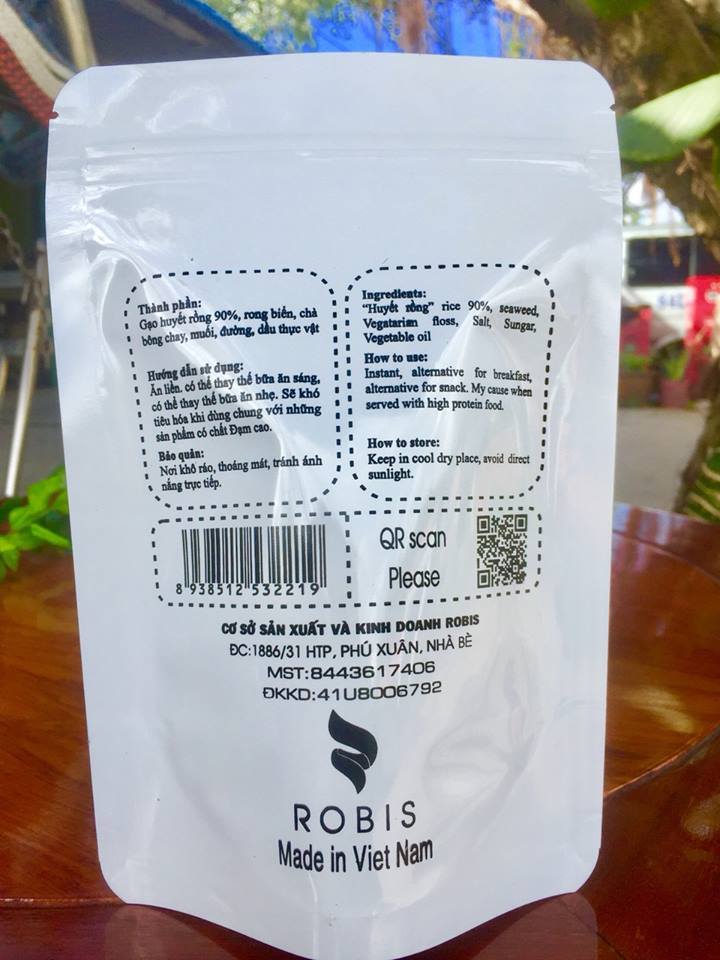 Thành phần:
Gạo huyết rồng 90%, rong biển, chà
bông chay, muối, đường, dầu thực vật
Hướng dẫn sử dụng:
Ăn liền. có thể thay thế bữa ăn sáng,
có thể thay thế bữa ăn nhẹ. Sẽ khó
tiêu hóa khi dùng chung với những
sản phẩm có chất Đạm cao.
Bảo quản:
Nơi khô ráo, thoáng mát, tránh ánh
nắng trực tiếp.
Ingredients:
“Huyết rồng” rice 90%, seaweed,
Vegatarim floss, Salt, Sungar,
Vegetable oil
How to use:
Instant, alternative for breakfast,
alternative for snack. My cause when
served with high protein food.
How to store:
Keep in cool dry place, avoid direct
sunlight.
8 938512 532219
QR scan
Please
CƠ SỞ SẢN XUẤT VÀ KINH DOANH ROBIS
ĐC:1886/31 HTP, PHÚ XUÂN, NHÀ BÈ
MST:8443617406
ĐKKD:41U8006792
ROBIS
Made in Viet Nam